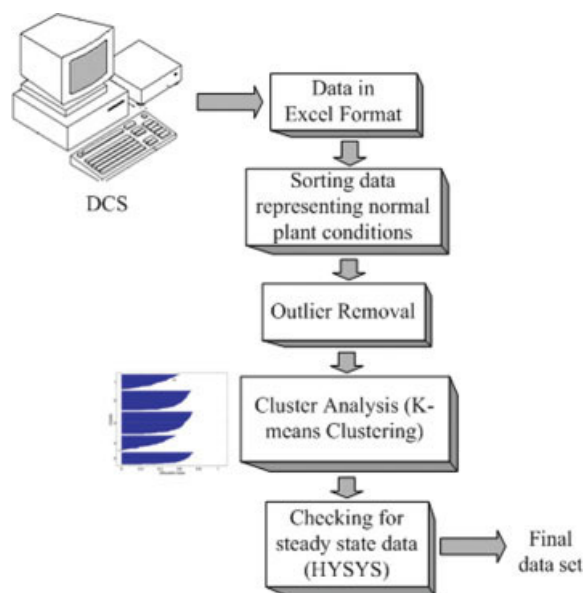 DCS
Data in
Excel Format
Sorting data
representing normal
plant conditions
Outlier Removal
Cluster Analysis (K-
means Clustering)
Checking for
steady state data
(HYSYS)
Final
data set